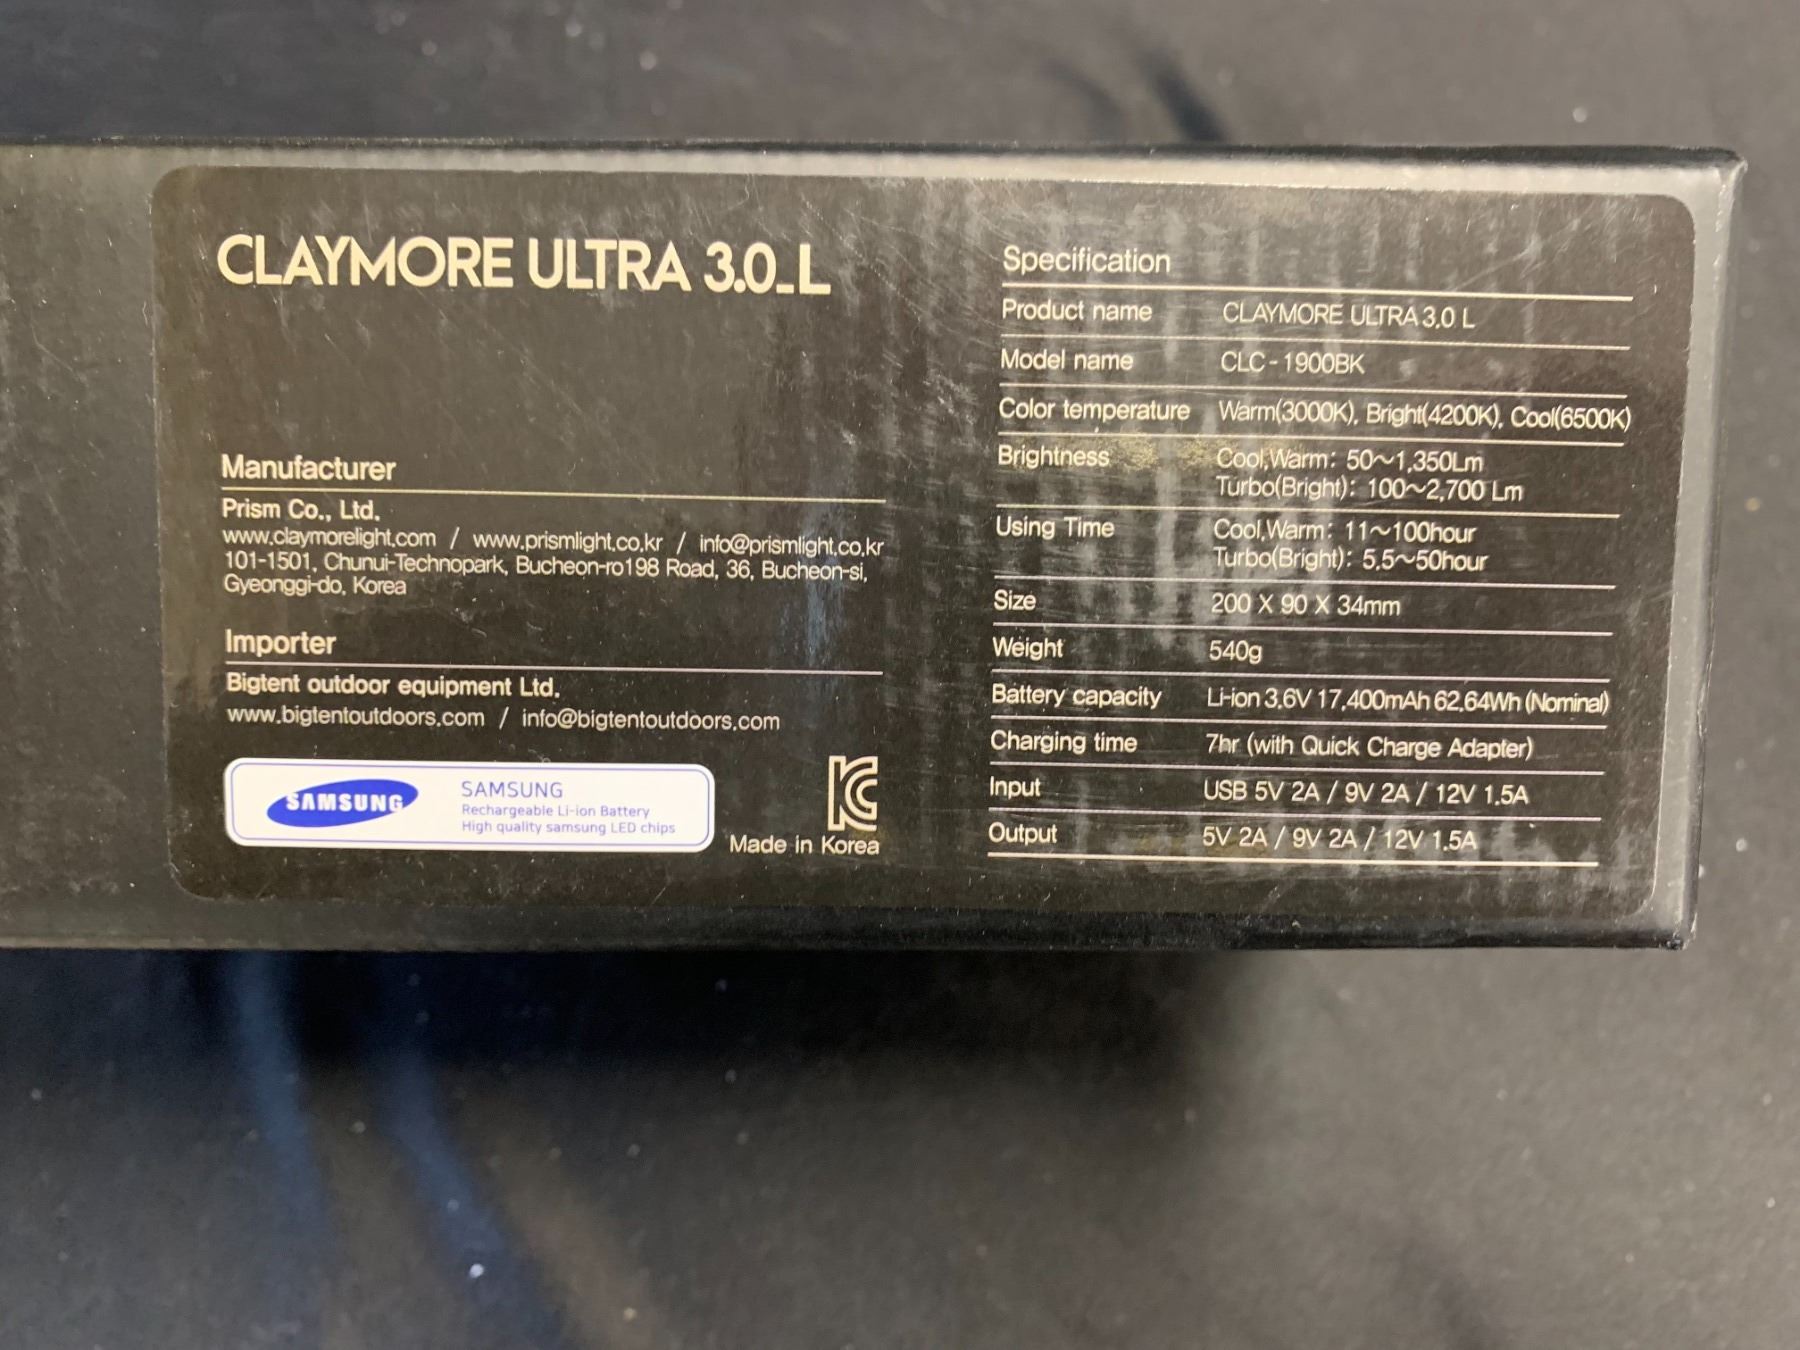 CLAYMORE ULTRA 3.0_L
Manufacturer
Prism Co., Ltd.
www.claymorelight.com / www.prismlight.co.kr / info@prismlight.co.kr
101-1501, Chunui-Technopark, Bucheon-ro198 Road, 36, Bucheon-si,
Gyeonggi-do, Korea
Importer
Bigtent outdoor equipment Ltd.
www.bigtentoutdoors.com / info@bigtentoutdoors.com
SAMSUNG
SAMSUNG
Rechargeable Li-ion Battery
High quality samsung LED chips
Made in Korea
Specification
Product name CLAYMORE ULTRA 3.0 L
Model name CLC - 1900BK
Color temperature Warm(3000K), Bright(4200K), Cool(6500K)
Brightness Cool,Warm: 50~1,350Lm
Turbo(Bright): 100~2,700 Lm
Using Time Cool,Warm: 11~100hour
Turbo(Bright): 5.5~50hour
Size 200 X 90 X 34mm
Weight 540g
Battery capacity Li-ion 3.6V 17,400mAh 62.64Wh (Nominal)
Charging time 7hr (with Quick Charge Adapter)
Input USB 5V 2A / 9V 2A / 12V 1.5A
Output 5V 2A / 9V 2A / 12V 1.5A